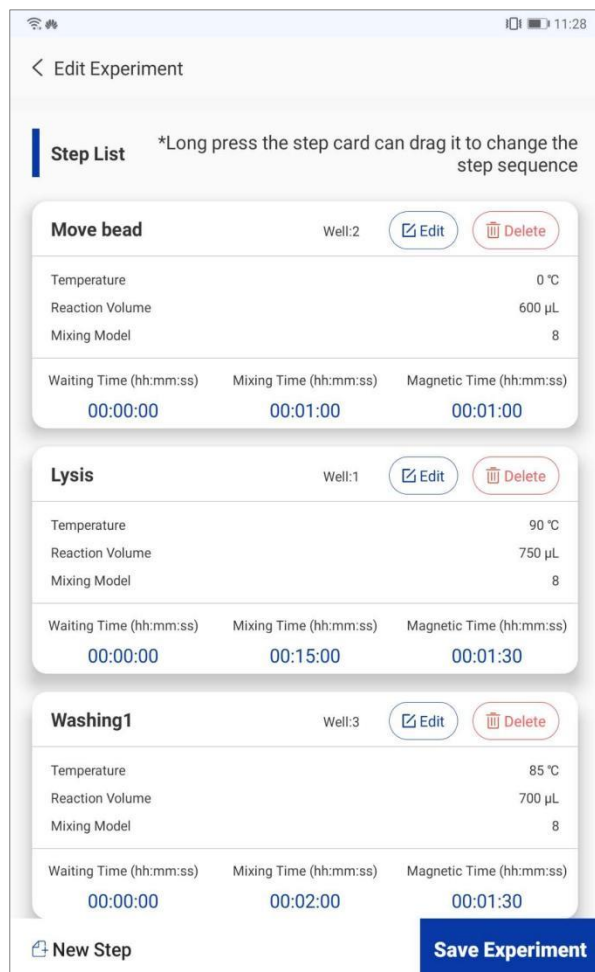 11:28
Edit Experiment
Step List
*Long press the step card can drag it to change the
step sequence
Move bead Well:2 Edit Delete
Temperature 0 ℃
Reaction Volume 600 μL
Mixing Model 8
Waiting Time (hh:mm:ss) Mixing Time (hh:mm:ss) Magnetic Time (hh:mm:ss)
00:00:00 00:01:00 00:01:00
Lysis Well:1 Edit Delete
Temperature 90 ℃
Reaction Volume 750 μL
Mixing Model 8
Waiting Time (hh:mm:ss) Mixing Time (hh:mm:ss) Magnetic Time (hh:mm:ss)
00:00:00 00:15:00 00:01:30
Washing1 Well:3 Edit Delete
Temperature 85 ℃
Reaction Volume 700 μL
Mixing Model 8
Waiting Time (hh:mm:ss) Mixing Time (hh:mm:ss) Magnetic Time (hh:mm:ss)
00:00:00 00:02:00 00:01:30
New Step Save Experiment